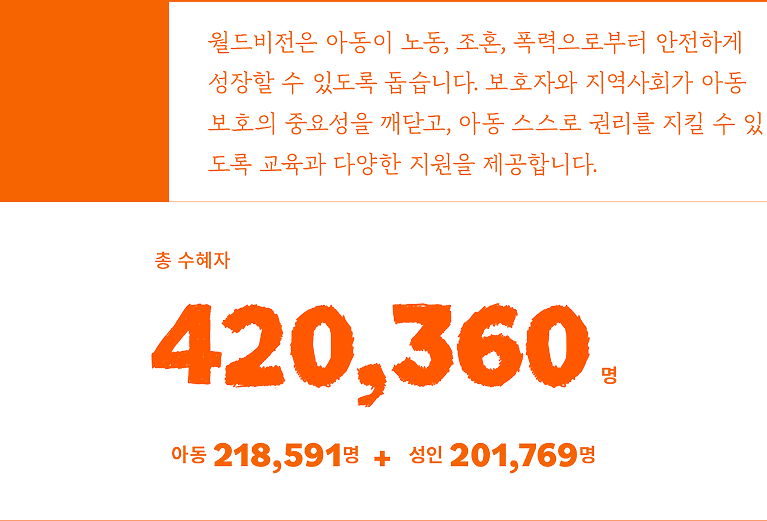 월드비전은 아동이 노동, 조혼, 폭력으로부터 안전하게
성장할 수 있도록 돕습니다. 보호자와 지역사회가 아동
보호의 중요성을 깨닫고, 아동 스스로 권리를 지킬 수 있
도록 교육과 다양한 지원을 제공합니다.
총 수혜자
420,360 명
아동 218,591명 + 성인 201,769명